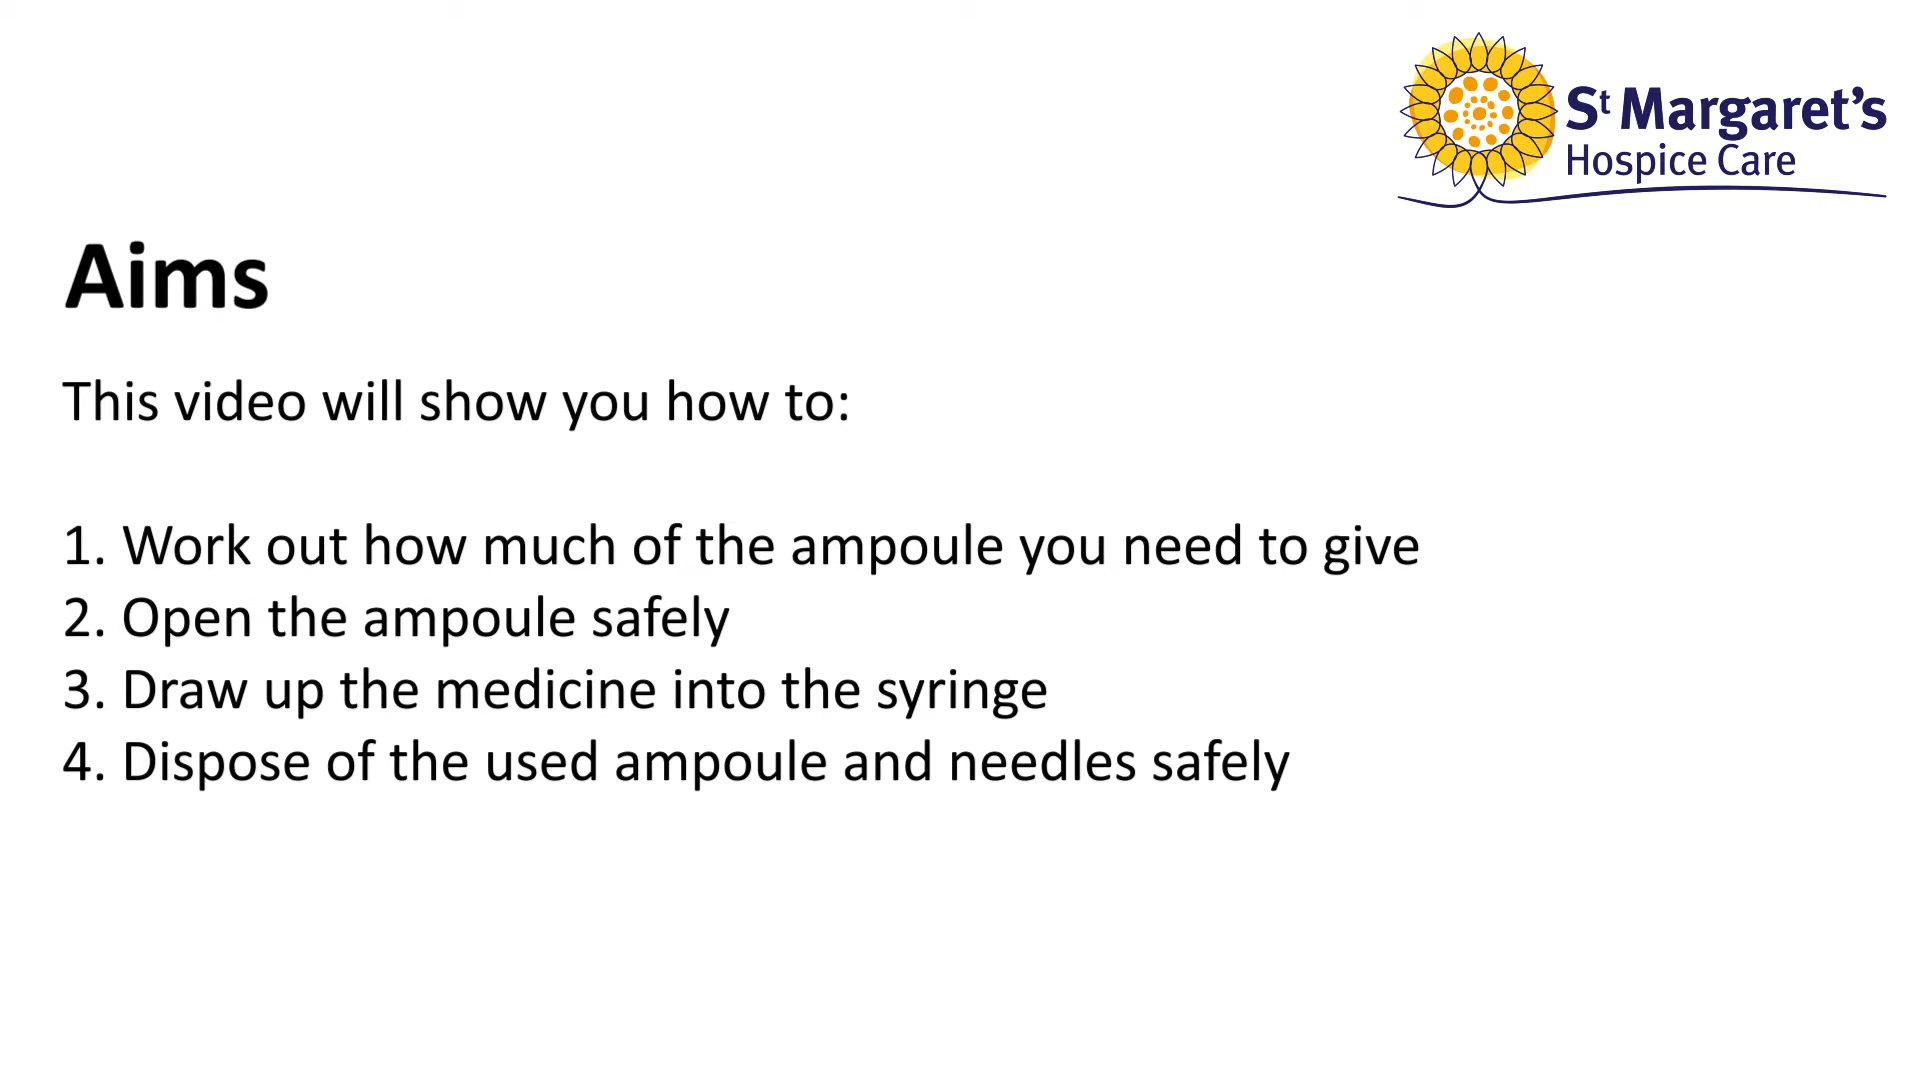 St Margaret's
Hospice Care
Aims
This video will show you how to:
1. Work out how much of the ampoule you need to give
2. Open the ampoule safely
3. Draw up the medicine into the syringe
4. Dispose of the used ampoule and needles safely